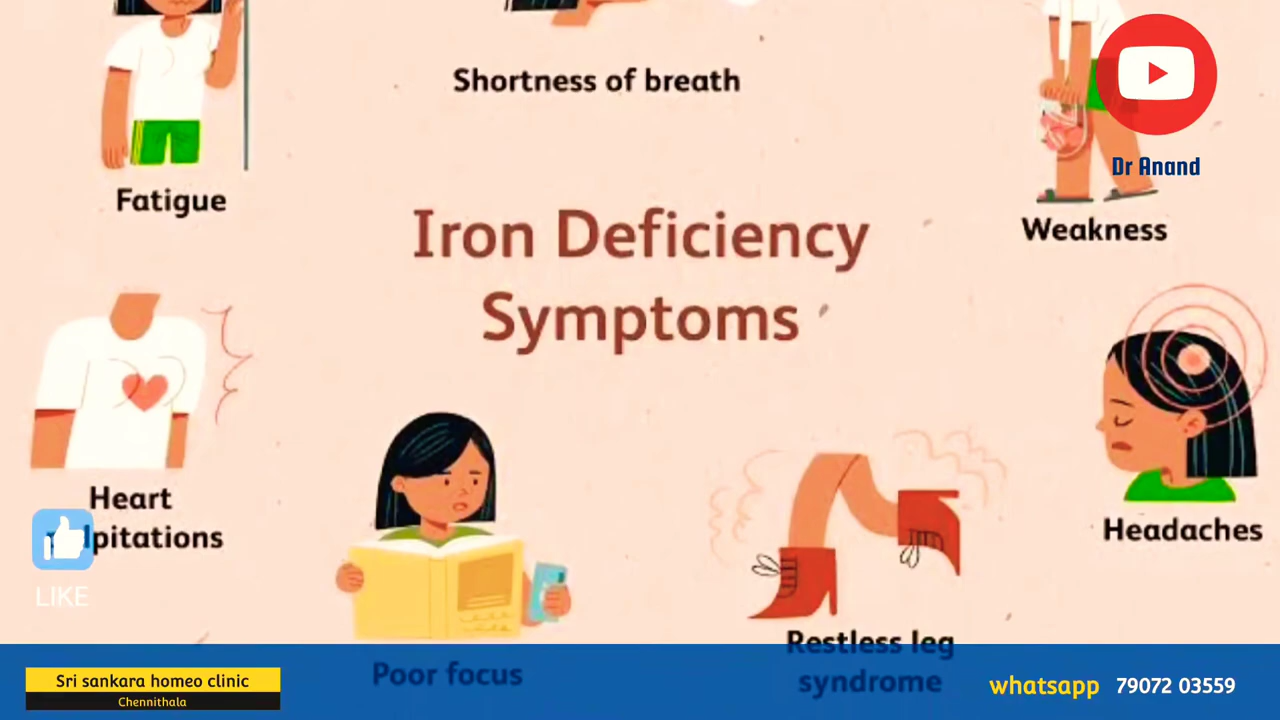 Shortness of breath
Dr Anand
Fatigue
Weakness
Iron Deficiency
Symptoms
Heart
palpitations
Headaches
LIKE
Restless leg
syndrome
Poor focus
Sri sankara homeo clinic
Chennithala
whatsapp 79072 03559